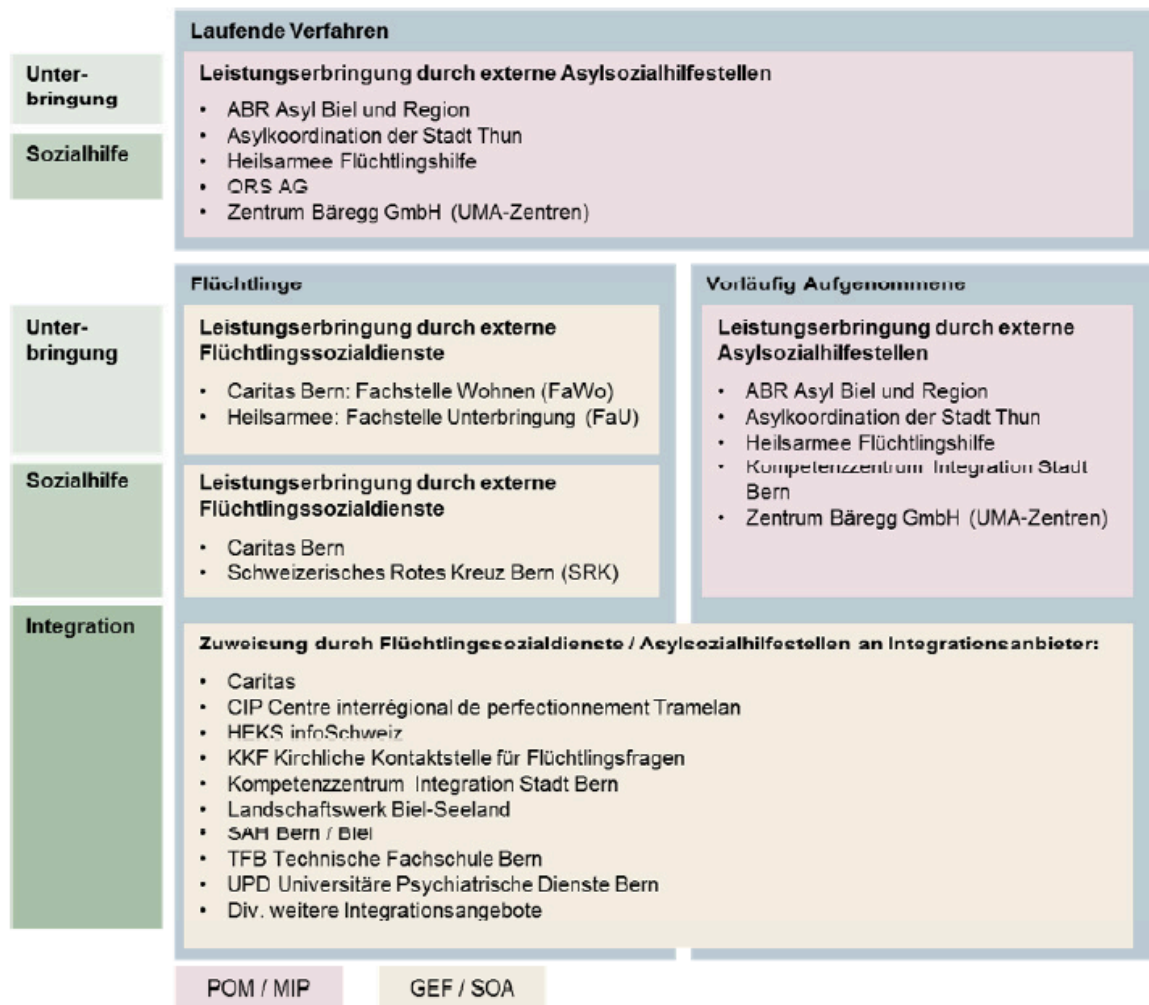 Laufende Verfahren
Unter-
bringung
Sozialhilfe
Leistungserbringung durch externe Asylsozialhilfestellen
• ABR Asyl Biel und Region
• Asylkoordination der Stadt Thun
• Heilsarmee Flüchtlingshilfe
• ORS AG
• Zentrum Bäregg GmbH (UMA-Zentren)
Flüchtlinge
Unter-
bringung
Leistungserbringung durch externe
Flüchtlingssozialdienste
• Caritas Bern: Fachstelle Wohnen (FaWo)
• Heilsarmee: Fachstelle Unterbringung (FaU)
Sozialhilfe
Leistungserbringung durch externe
Flüchtlingssozialdienste
• Caritas Bern
• Schweizerisches Rotes Kreuz Bern (SRK)
Vorläufig Aufgenommene
Leistungserbringung durch externe
Asylsozialhilfestellen
• ABR Asyl Biel und Region
• Asylkoordination der Stadt Thun
• Heilsarmee Flüchtlingshilfe
• Kompetenzzentrum Integration Stadt
Bern
• Zentrum Bäregg GmbH (UMA-Zentren)
Integration
Zuweisung durch Flüchtlingssozialdienste / Asylsozialhilfestellen an Integrationsanbieter:
• Caritas
• CIP Centre interrégional de perfectionnement Tramelan
• HEKS infoSchweiz
• KKF Kirchliche Kontaktstelle für Flüchtlingsfragen
• Kompetenzzentrum Integration Stadt Bern
• Landschaftswerk Biel-Seeland
• SAH Bern / Biel
• TFB Technische Fachschule Bern
• UPD Universitäre Psychiatrische Dienste Bern
• Div. weitere Integrationsangebote
POM / MIP
GEF / SOA